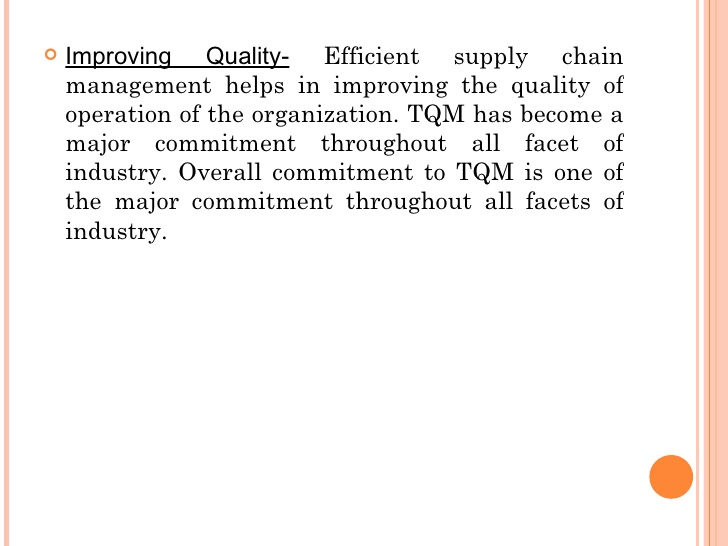 Improving Quality- Efficient supply chain
management helps in improving the quality of
operation of the organization. TQM has become a
major commitment throughout all facet of
industry. Overall commitment to TQM is one of
the major commitment throughout all facets of
industry.